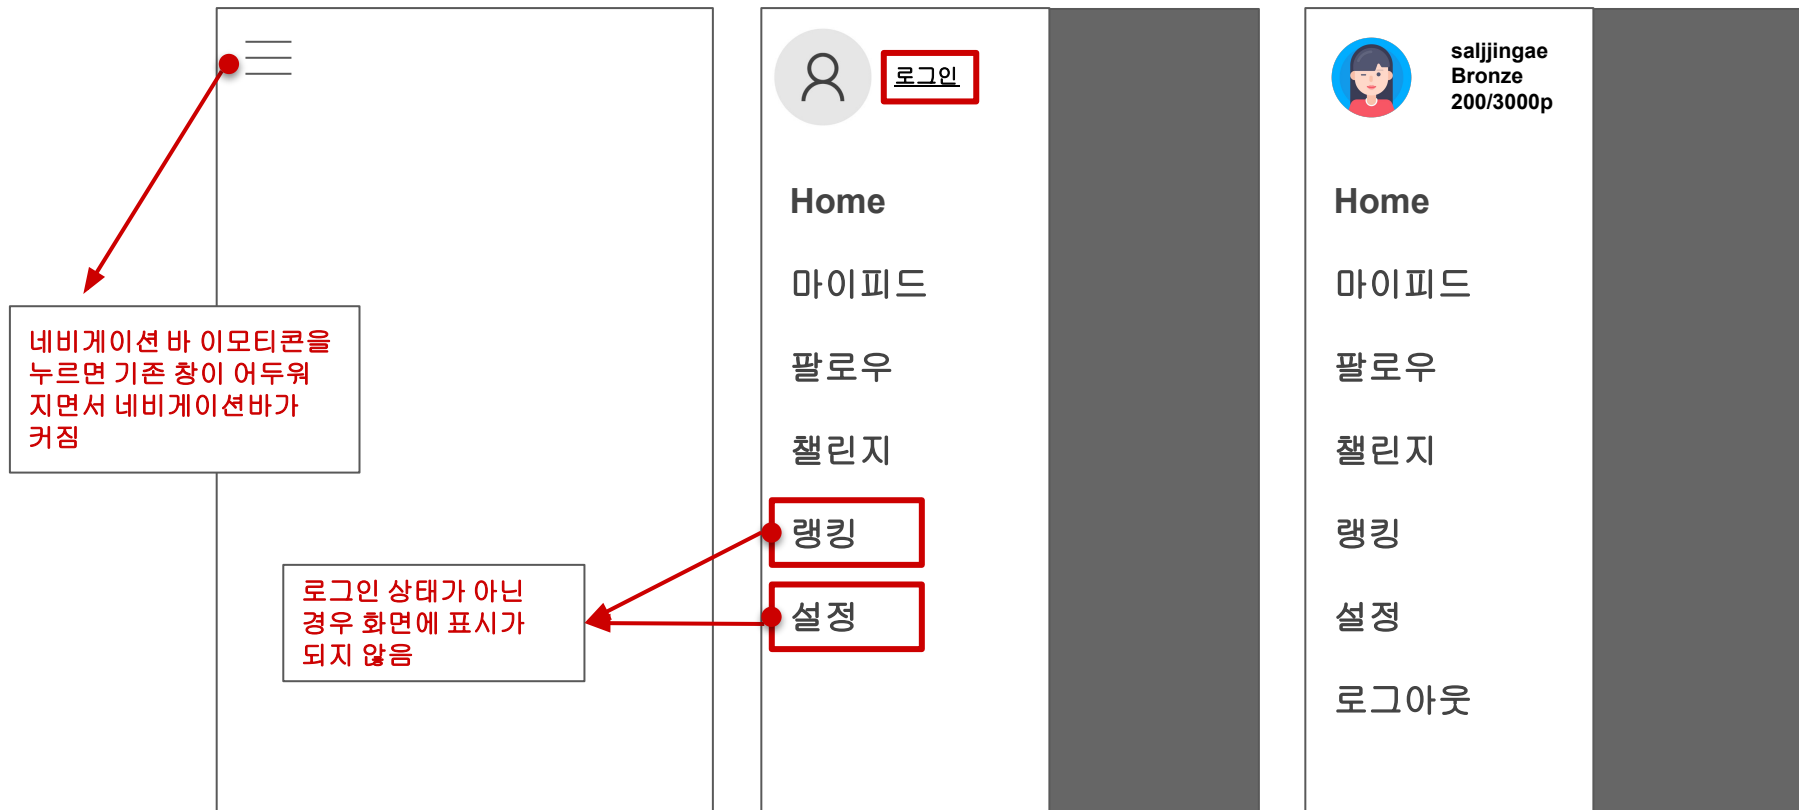 네비게이션 바 이모티콘을
누르면 기존 창이 어두워
지면서 네비게이션바가
커짐
로그인 상태가 아닌
경우 화면에 표시가
되지 않음
로그인
Home
마이피드
팔로우
챌린지
랭킹
설정
saljjingae
Bronze
200/3000p
Home
마이피드
팔로우
챌린지
랭킹
설정
로그아웃